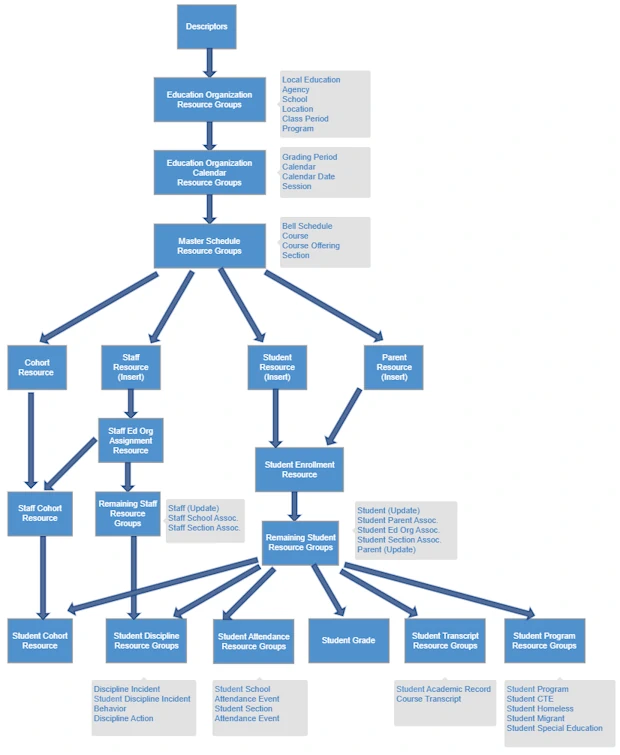 Descriptors
Education Organization
Resource Groups
Local Education
Agency
School
Location
Class Period
Program
Education Organization
Calendar
Resource Groups
Grading Period
Calendar
Calendar Date
Session
Master Schedule
Resource Groups
Bell Schedule
Course
Course Offering
Section
Cohort
Resource
Staff
Resource
(Insert)
Student
Resource
(Insert)
Parent
Resource
(Insert)
Staff Ed Org
Assignment
Resource
Student Enrollment
Resource
Staff Cohort
Resource
Remaining Staff
Resource
Groups
Staff (Update)
Staff School Assoc.
Staff Section Assoc.
Remaining Student
Resource Groups
Student (Update)
Student Parent Assoc.
Student Ed Org Assoc.
Student Section Assoc.
Parent (Update)
Student Cohort
Resource
Student Discipline
Resource Groups
Student Attendance
Resource Groups
Student Grade
Student Transcript
Resource Groups
Student Program
Resource Groups
Discipline Incident
Student Discipline Incident
Behavior
Discipline Action
Student School
Attendance Event
Student Section
Attendance Event
Student Academic Record
Course Transcript
Student Program
Student CTE
Student Homeless
Student Migrant
Student Special Education